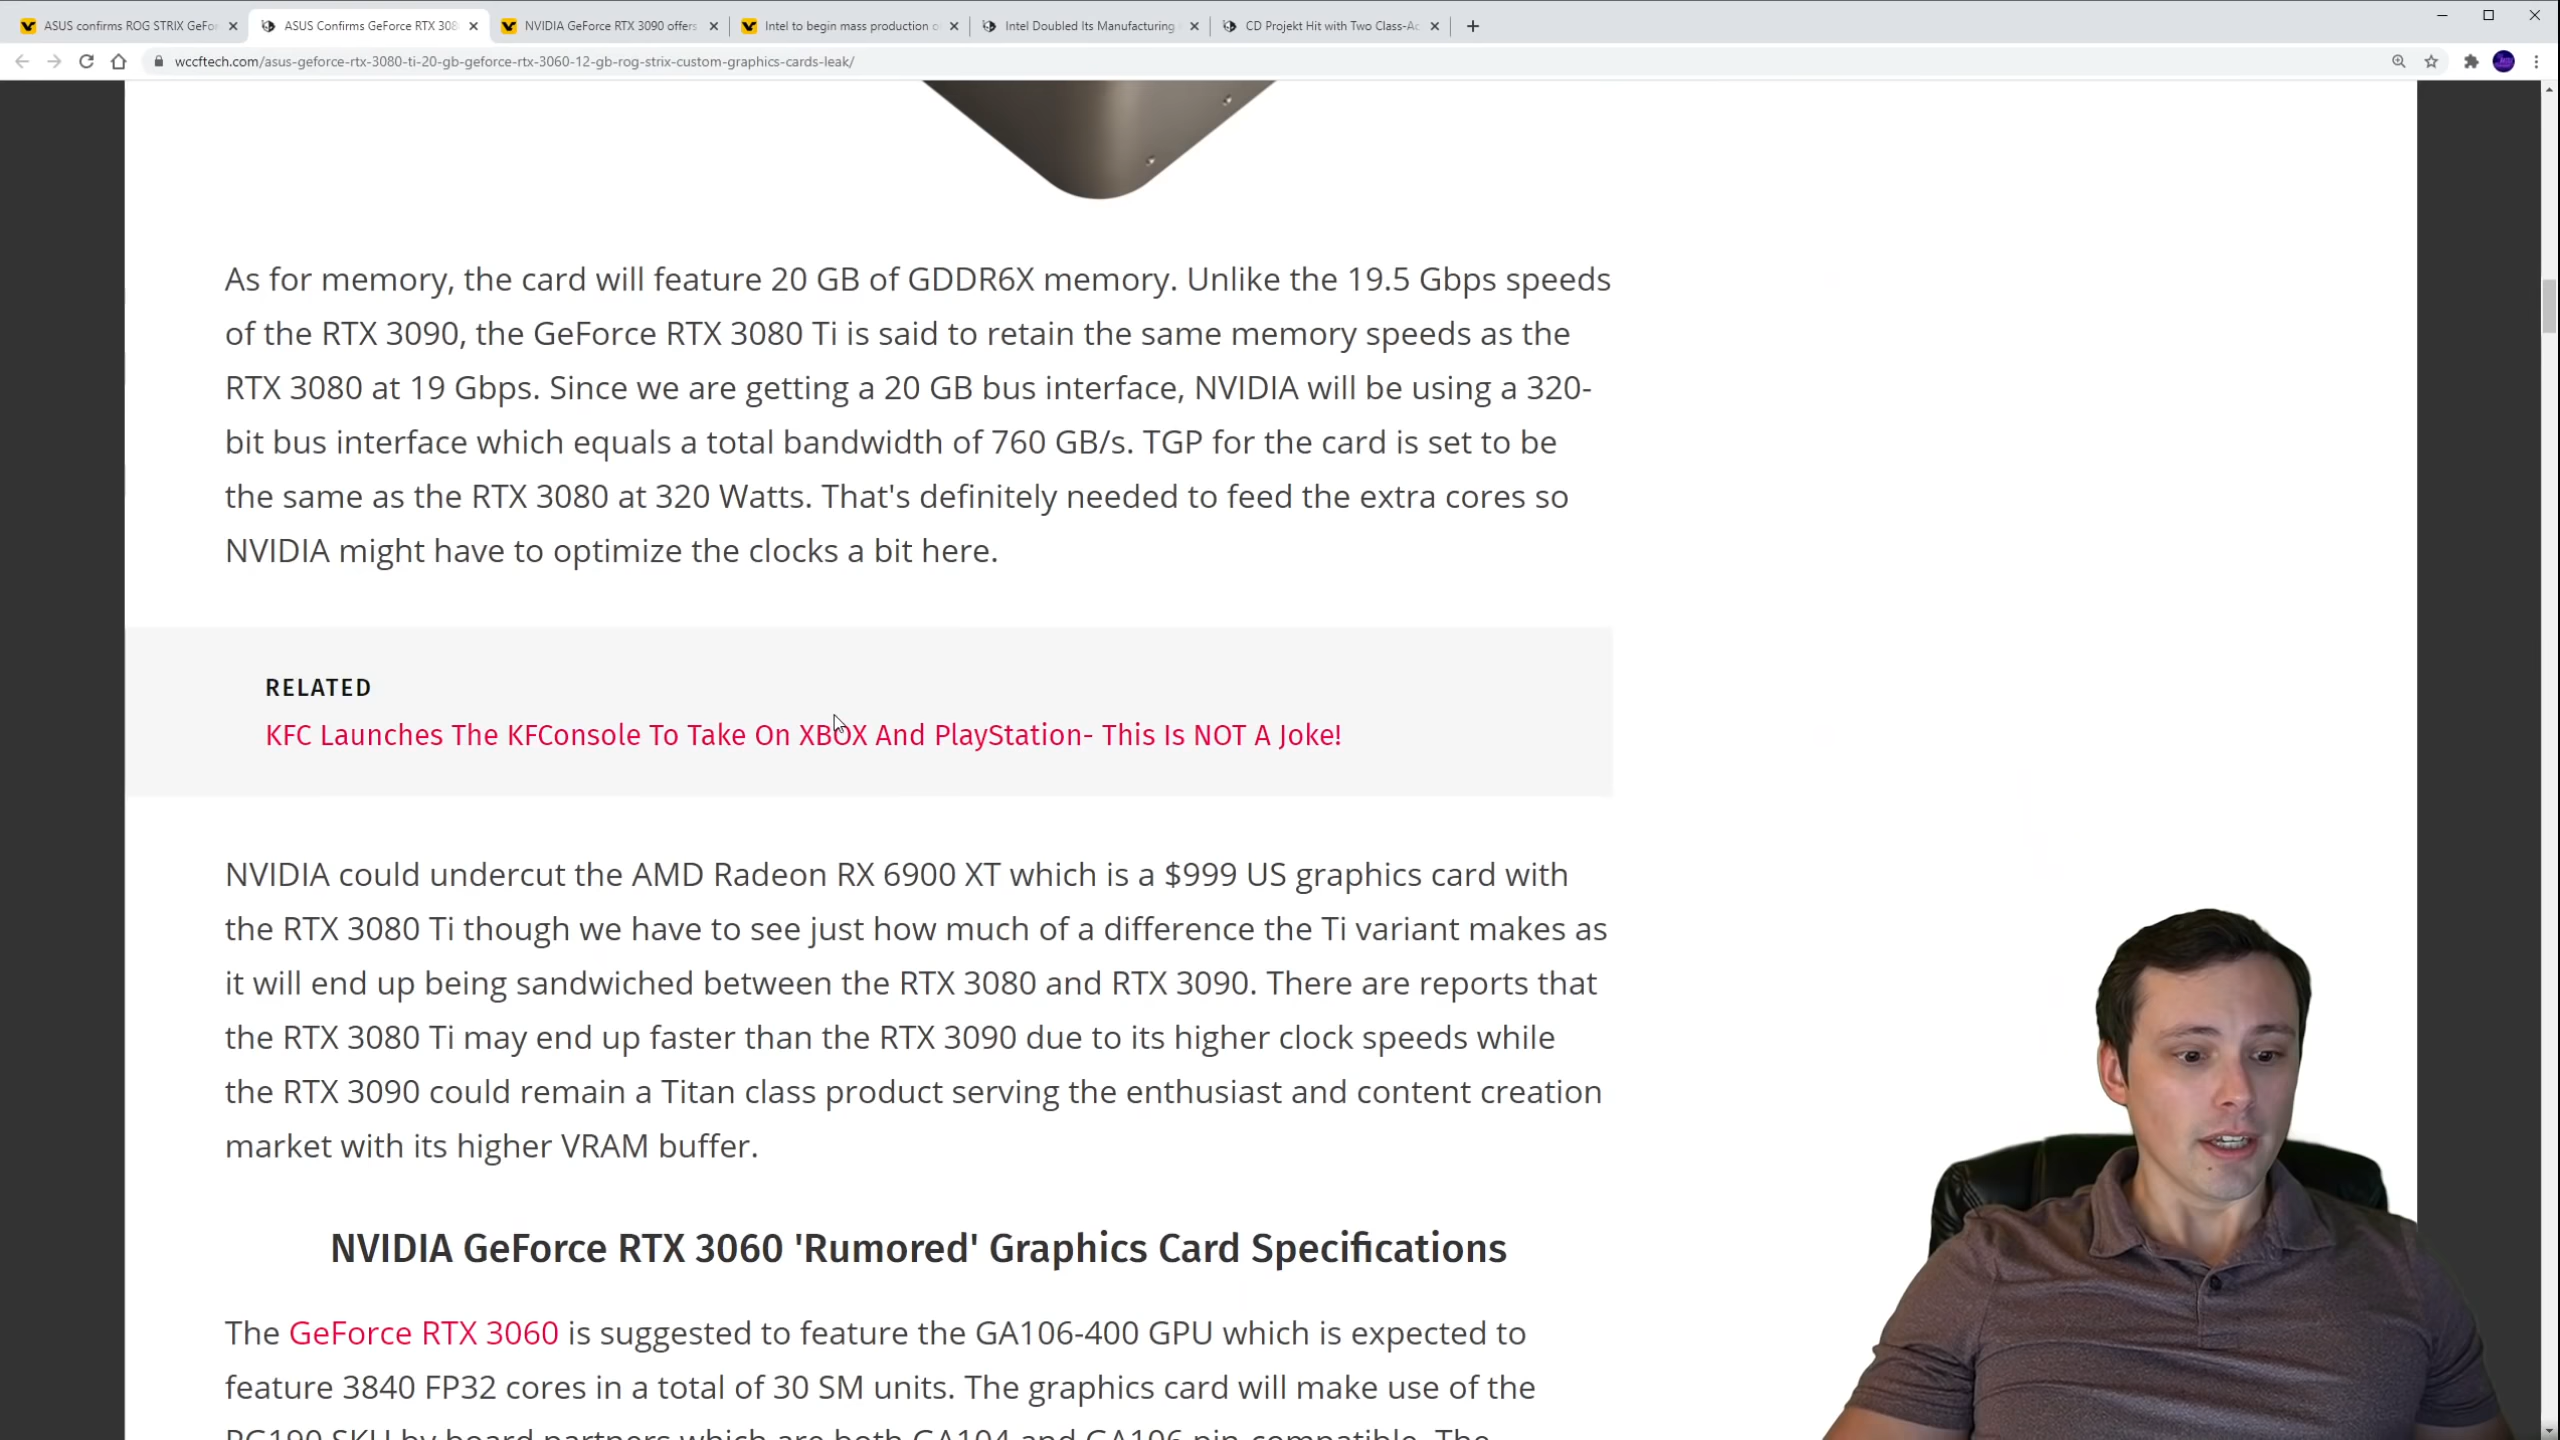 ASUS confirms ROG STRIX GeFor
ASUS Confirms GeForce RTX 308
NVIDIA GeForce RTX 3090 offers
Intel to begin mass production o
Intel Doubled Its Manufacturing
CD Projekt Hit with Two Class-Ac
wccftech.com/asus-geforce-rtx-3080-ti-20-gb-geforce-rtx-3060-12-gb-rog-strix-custom-graphics-cards-leak/
As for memory, the card will feature 20 GB of GDDR6X memory. Unlike the 19.5 Gbps speeds
of the RTX 3090, the GeForce RTX 3080 Ti is said to retain the same memory speeds as the
RTX 3080 at 19 Gbps. Since we are getting a 20 GB bus interface, NVIDIA will be using a 320-
bit bus interface which equals a total bandwidth of 760 GB/s. TGP for the card is set to be
the same as the RTX 3080 at 320 Watts. That's definitely needed to feed the extra cores so
NVIDIA might have to optimize the clocks a bit here.
RELATED
KFC Launches The KFConsole To Take On XBOX And PlayStation- This Is NOT A Joke!
NVIDIA could undercut the AMD Radeon RX 6900 XT which is a $999 US graphics card with
the RTX 3080 Ti though we have to see just how much of a difference the Ti variant makes as
it will end up being sandwiched between the RTX 3080 and RTX 3090. There are reports that
the RTX 3080 Ti may end up faster than the RTX 3090 due to its higher clock speeds while
the RTX 3090 could remain a Titan class product serving the enthusiast and content creation
market with its higher VRAM buffer.
NVIDIA GeForce RTX 3060 'Rumored' Graphics Card Specifications
The GeForce RTX 3060 is suggested to feature the GA106-400 GPU which is expected to
feature 3840 FP32 cores in a total of 30 SM units. The graphics card will make use of the
PG190 SKU by board partners which are both GA104 and GA106 pin-compatible. The